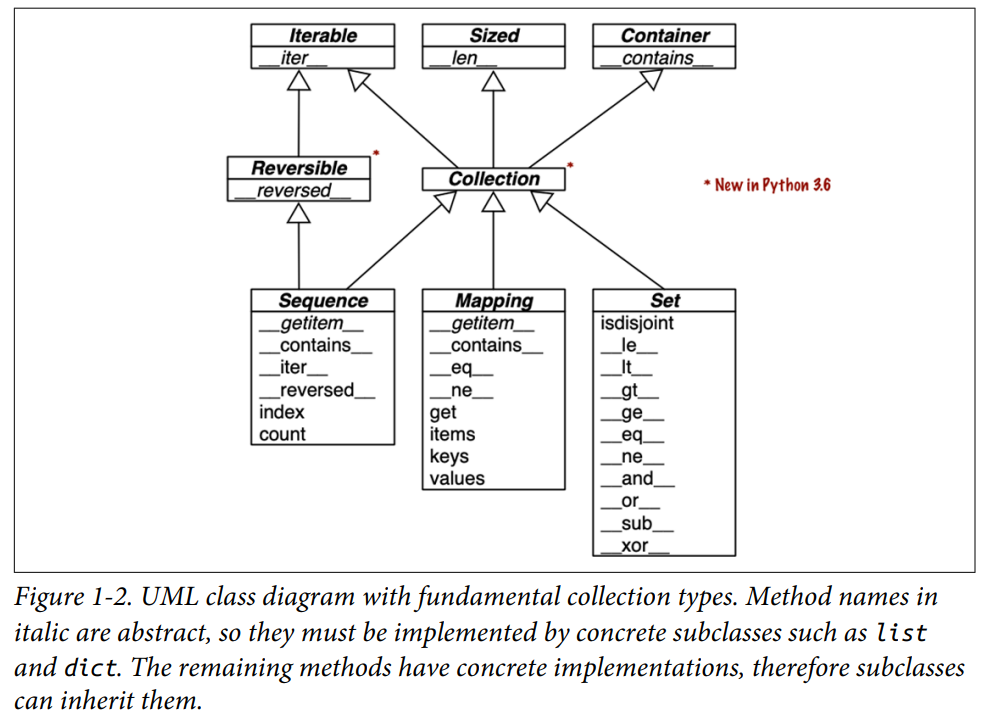 Iterable
__iter__
Sized
__len__
Container
__contains__
Reversible
*
__reversed__
Collection
*
* New in Python 3.6
Sequence
__getitem__
__contains__
__iter__
__reversed__
index
count
Mapping
__getitem__
__contains__
__eq__
__ne__
get
items
keys
values
Set
isdisjoint
__le__
__lt__
__gt__
__ge__
__eq__
__ne__
__and__
__or__
__sub__
__xor__
Figure 1-2. UML class diagram with fundamental collection types. Method names in
italic are abstract, so they must be implemented by concrete subclasses such as list
and dict. The remaining methods have concrete implementations, therefore subclasses
can inherit them.